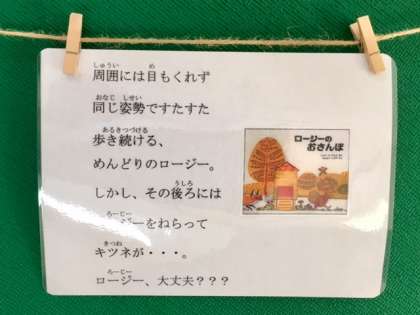 周囲には目もくれず
同じ姿勢ですたすた
歩き続ける、
めんどりのロージー。
しかし、その後ろには
ロージーをねらって
キツネが・・・。
ロージー、大丈夫？？？
ロージーの
おさんぽ